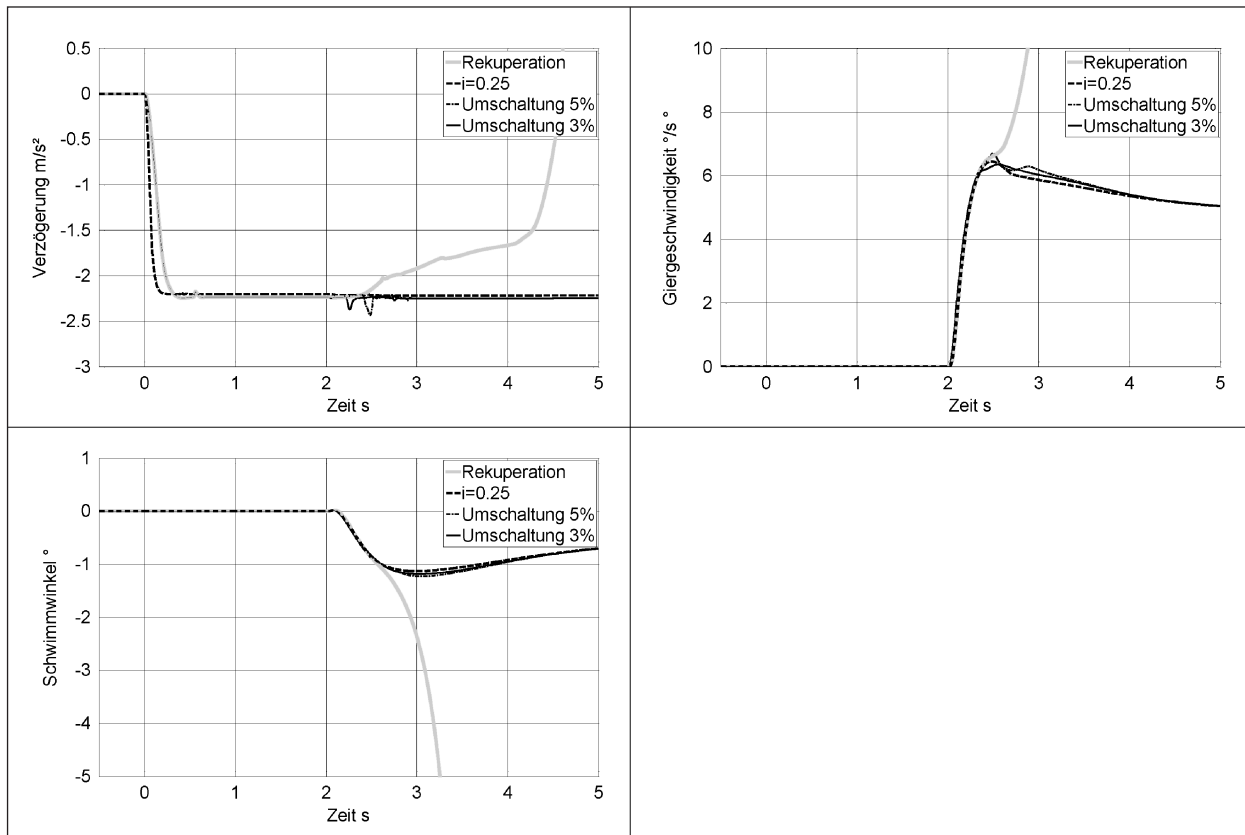 0.5
0
-0.5
-1
-1.5
-2
-2.5
-3
Verzögerung m/s²
0 1 2 3 4 5
Zeit s
Rekuperation
i=0.25
Umschaltung 5%
Umschaltung 3%
10
8
6
4
2
0
Giergeschwindigkeit °/s °
0 1 2 3 4 5
Zeit s
Rekuperation
i=0.25
Umschaltung 5%
Umschaltung 3%
1
0
-1
-2
-3
-4
-5
Schwimmwinkel °
0 1 2 3 4 5
Zeit s
Rekuperation
i=0.25
Umschaltung 5%
Umschaltung 3%